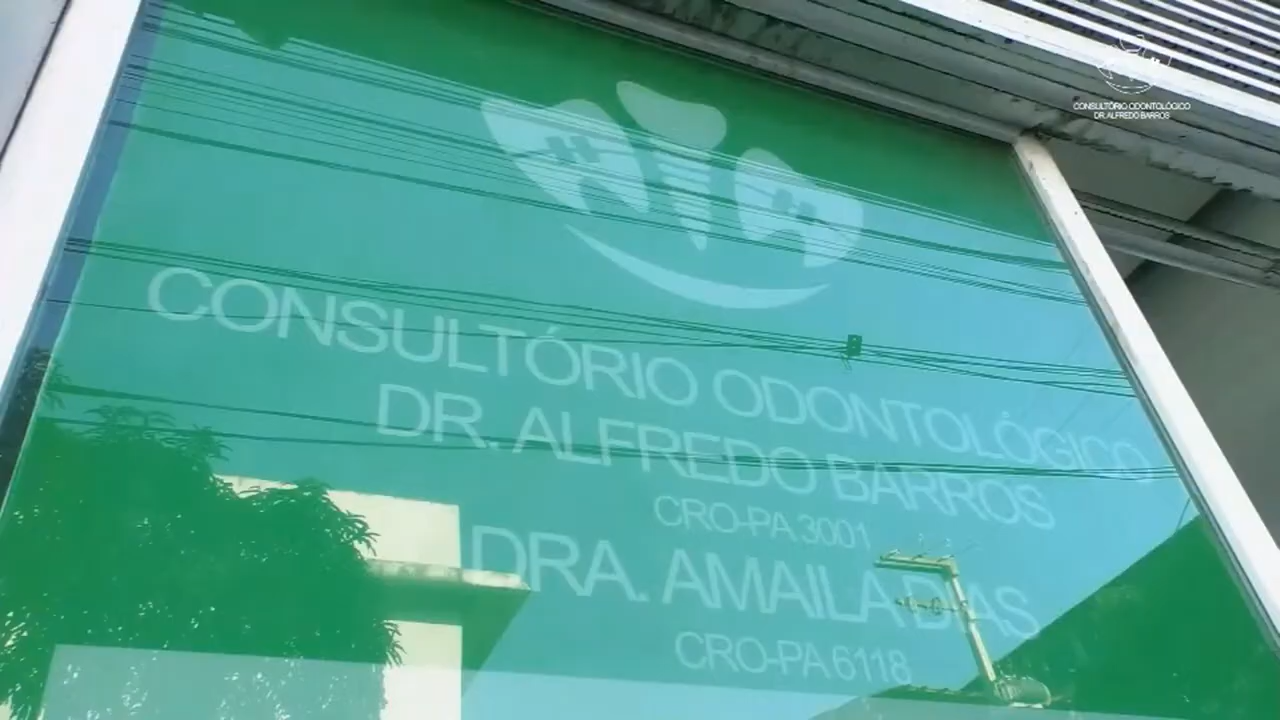 CONSULTÓRIO ODONTOLÓGICO
DR. ALFREDO BARROS
CONSULTÓRIO ODONTOLÓGICO
DR. ALFREDO BARROS
CRO-PA 3001
DRA. AMAILA DIAS
CRO-PA 6118